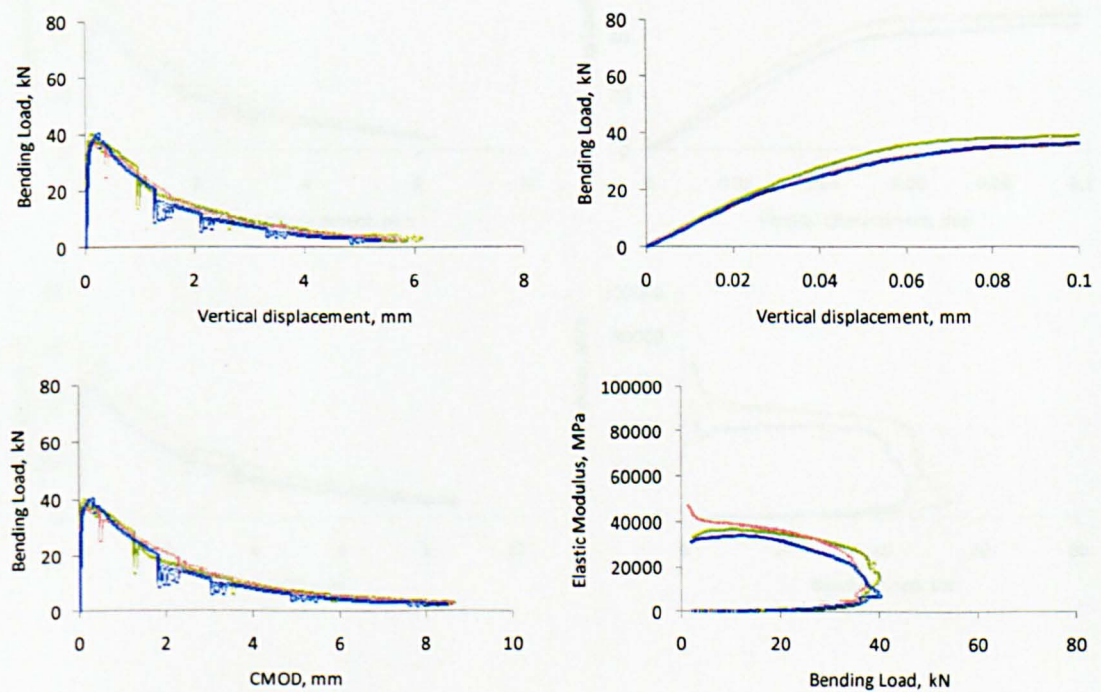 80
60
40
20
0
Bending Load, kN
0 2 4 6 8
Vertical displacement, mm
80
60
40
20
0
Bending Load, kN
0 0.02 0.04 0.06 0.08 0.1
Vertical displacement, mm
80
60
40
20
0
Bending Load, kN
0 2 4 6 8 10
CMOD, mm
100000
80000
60000
40000
20000
0
Elastic Modulus, MPa
0 20 40 60 80
Bending Load, kN